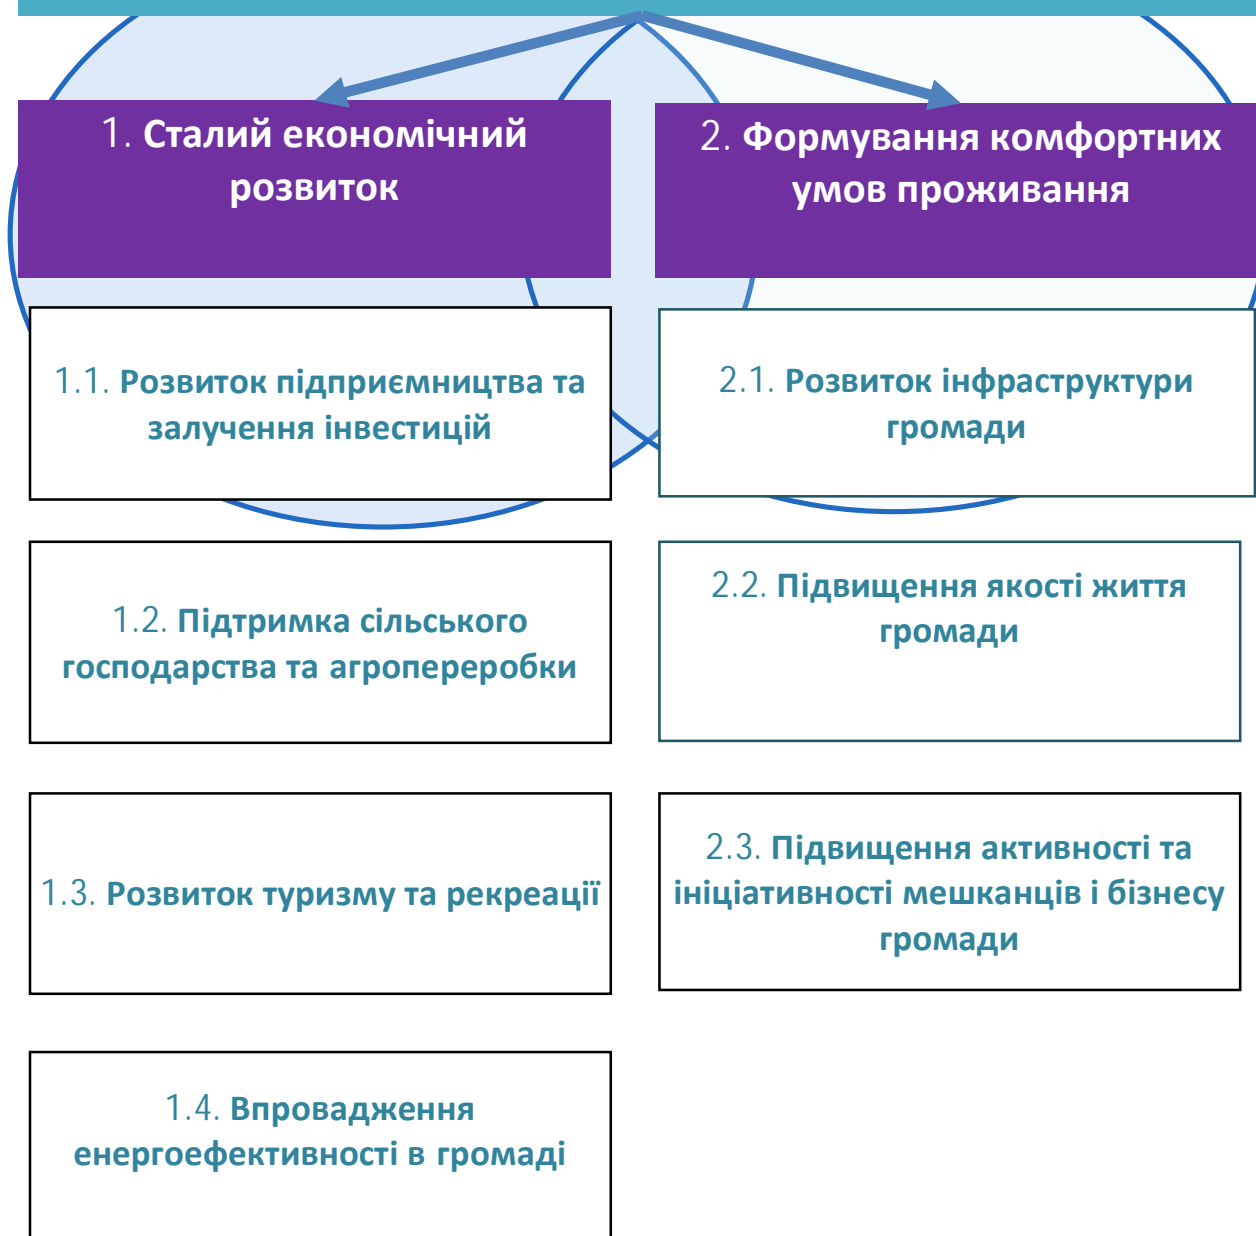 1. Сталий економічний
розвиток
2. Формування комфортних
умов проживання
1.1. Розвиток підприємництва та
залучення інвестицій
2.1. Розвиток інфраструктури
громади
1.2. Підтримка сільського
господарства та агропереробки
2.2. Підвищення якості життя
громади
1.3. Розвиток туризму та рекреації
2.3. Підвищення активності та
ініціативності мешканців і бізнесу
громади
1.4. Впровадження
енергоефективності в громаді